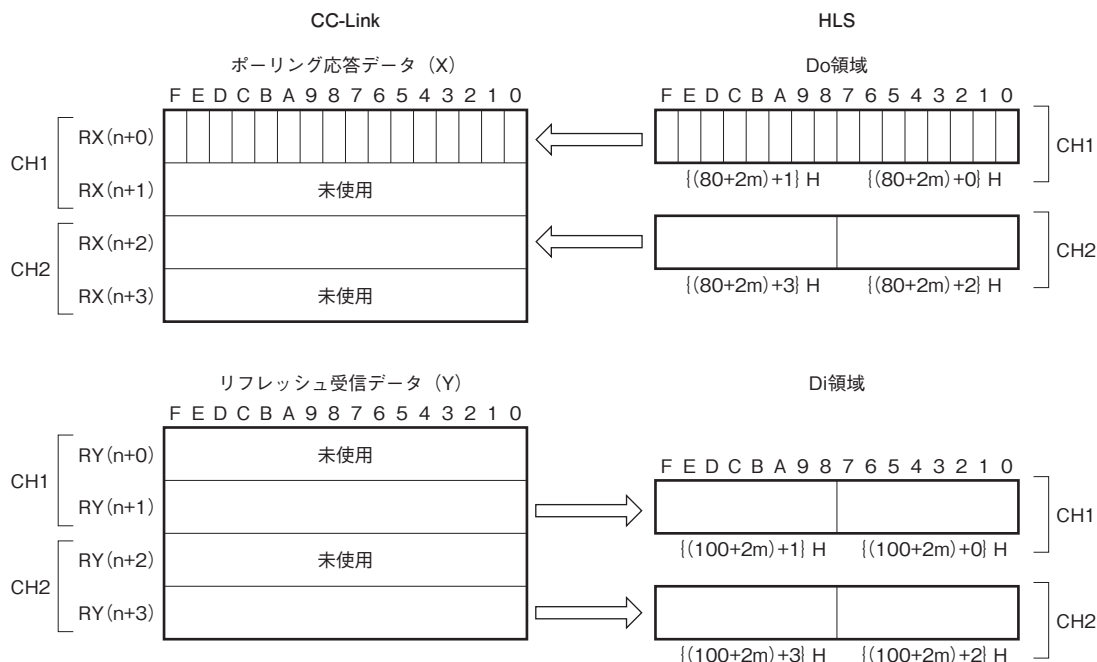 CC-Link HLS
ポーリング応答データ（X） Do領域
F E D C B A 9 8 7 6 5 4 3 2 1 0 F E D C B A 9 8 7 6 5 4 3 2 1 0
CH1 RX(n+0) CH1
RX(n+1) 未使用 {(80+2m)+1} H {(80+2m)+0} H
CH2 RX(n+2) CH2
RX(n+3) 未使用 {(80+2m)+3} H {(80+2m)+2} H
リフレッシュ受信データ（Y） Di領域
F E D C B A 9 8 7 6 5 4 3 2 1 0
CH1 RY(n+0) 未使用 F E D C B A 9 8 7 6 5 4 3 2 1 0
RY(n+1) CH1
{(100+2m)+1} H {(100+2m)+0} H
CH2 RY(n+2) 未使用
RY(n+3) CH2
{(100+2m)+3} H {(100+2m)+2} H